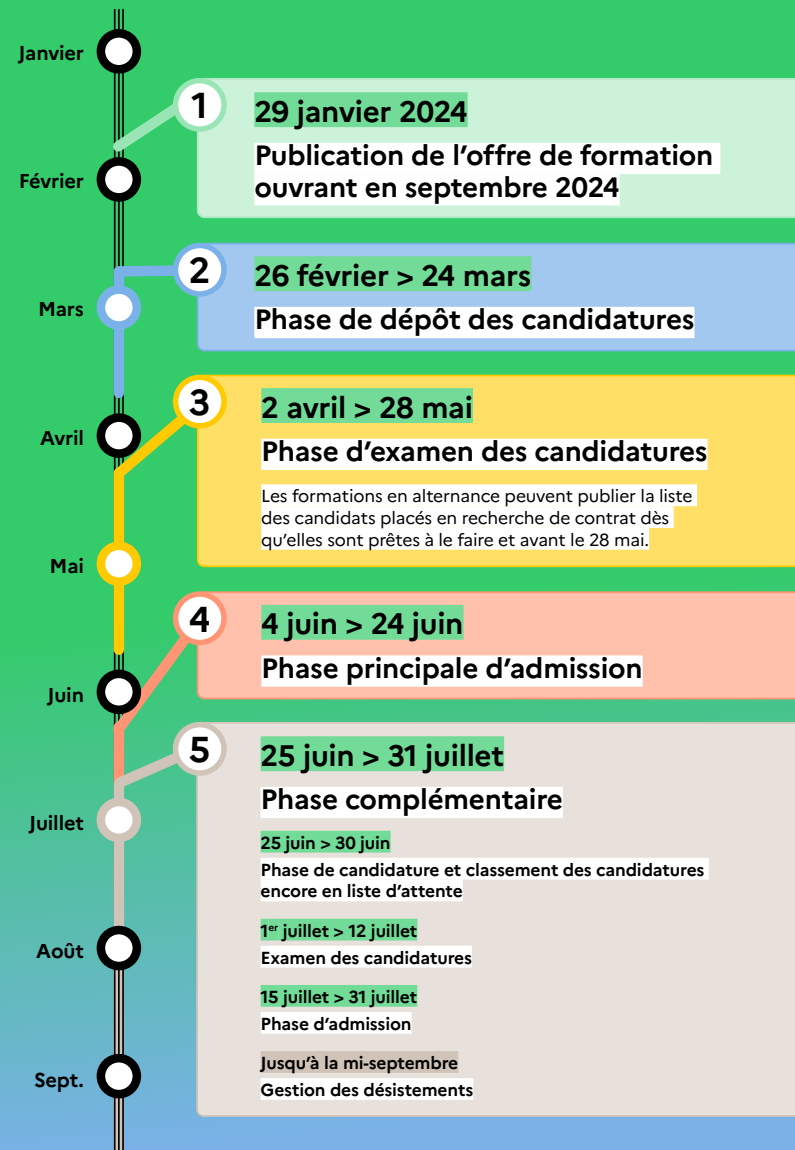 Janvier
1
29 janvier 2024
Publication de l’offre de formation
ouvrant en septembre 2024
Février
2
26 février > 24 mars
Phase de dépôt des candidatures
Mars
3
2 avril > 28 mai
Phase d’examen des candidatures
Les formations en alternance peuvent publier la liste
des candidats placés en recherche de contrat dès
qu’elles sont prêtes à le faire et avant le 28 mai.
Avril
Mai
4
4 juin > 24 juin
Phase principale d’admission
Juin
5
25 juin > 31 juillet
Phase complémentaire
25 juin > 30 juin
Phase de candidature et classement des candidatures
encore en liste d’attente
1er juillet > 12 juillet
Examen des candidatures
15 juillet > 31 juillet
Phase d’admission
Jusqu’à la mi-septembre
Gestion des désistements
Juillet
Août
Sept.